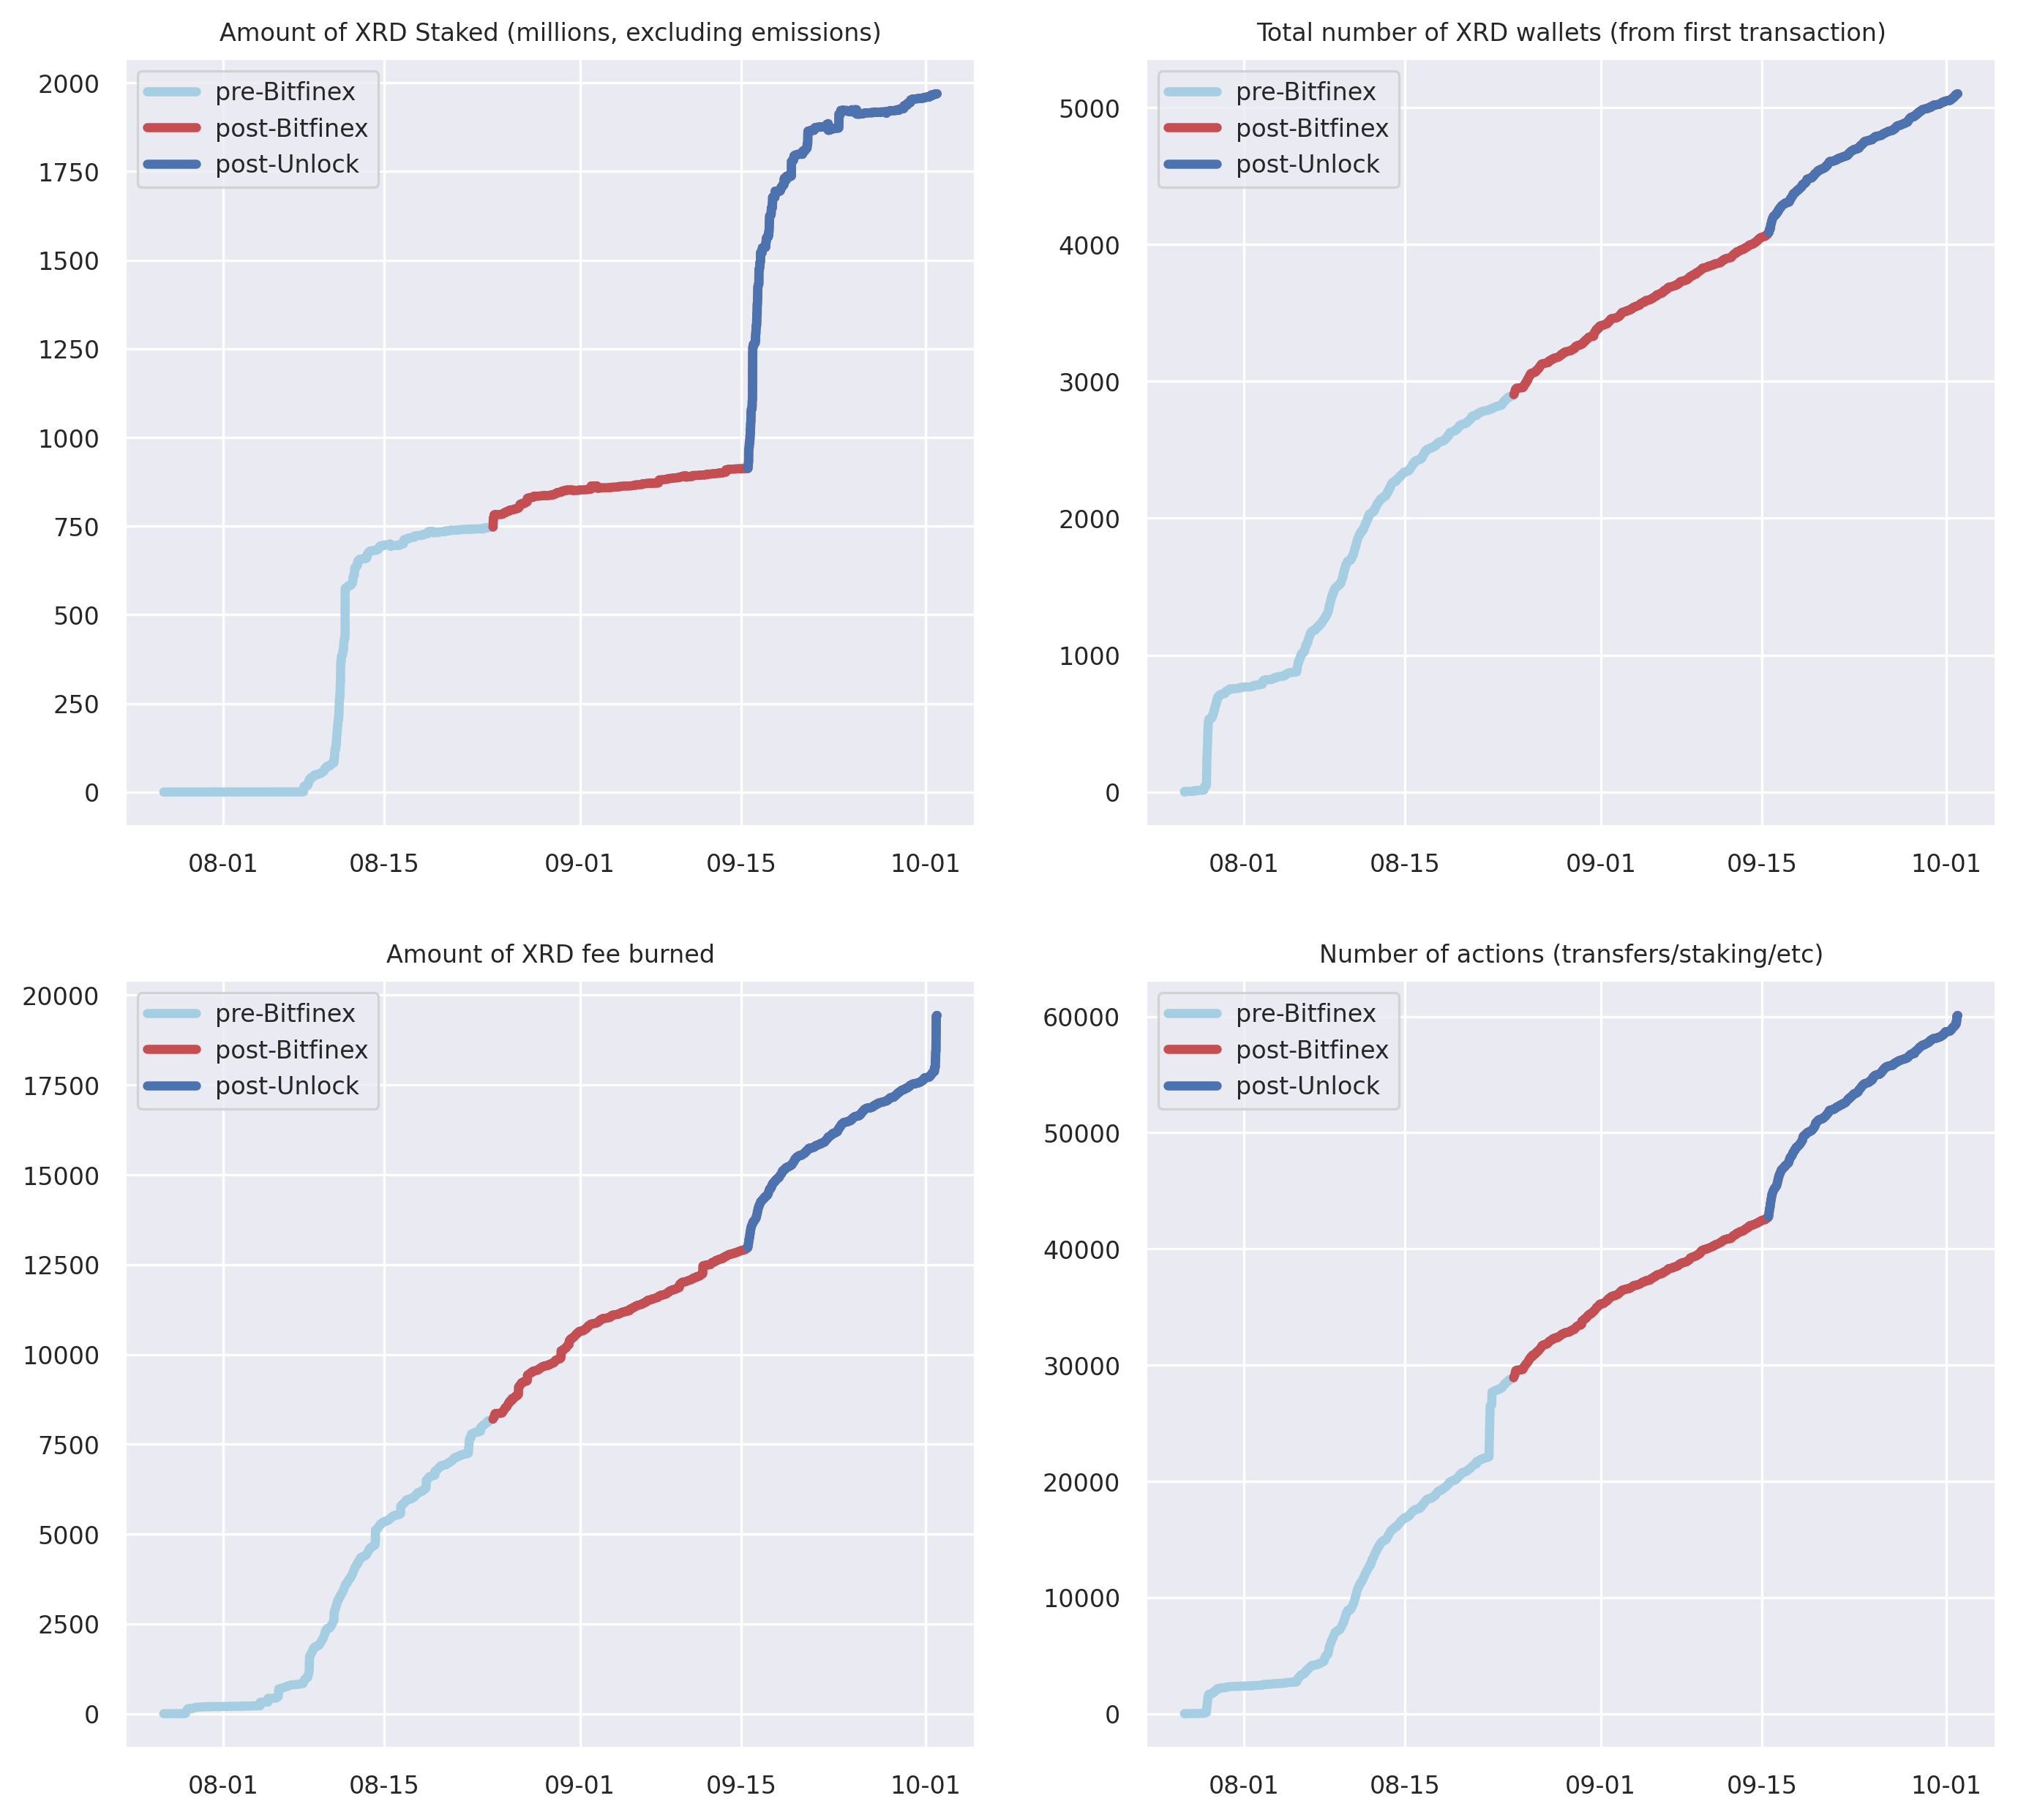 Amount of XRD Staked (millions, excluding emissions)
2000
1750
1500
1250
1000
750
500
250
0
pre-Bitfinex
post-Bitfinex
post-Unlock
08-01 08-15 09-01 09-15 10-01
Total number of XRD wallets (from first transaction)
5000
4000
3000
2000
1000
0
pre-Bitfinex
post-Bitfinex
post-Unlock
08-01 08-15 09-01 09-15 10-01
Amount of XRD fee burned
20000
17500
15000
12500
10000
7500
5000
2500
0
pre-Bitfinex
post-Bitfinex
post-Unlock
08-01 08-15 09-01 09-15 10-01
Number of actions (transfers/staking/etc)
60000
50000
40000
30000
20000
10000
0
pre-Bitfinex
post-Bitfinex
post-Unlock
08-01 08-15 09-01 09-15 10-01